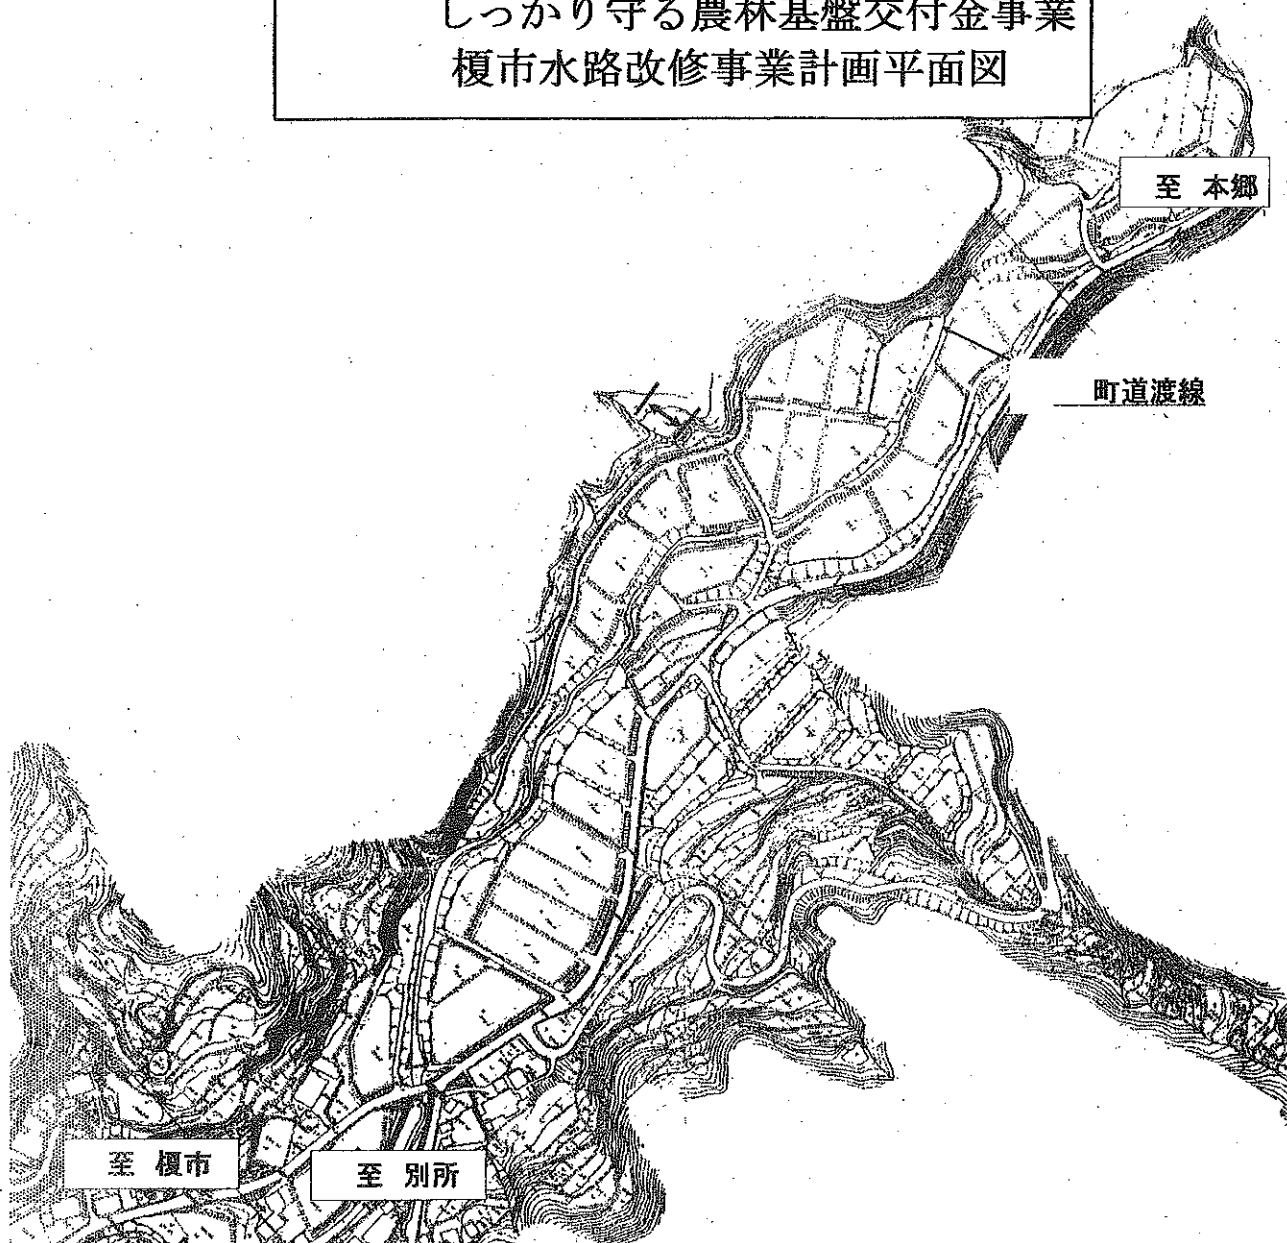 しっかり守る農林基盤交付金事業
榎市水路改修事業計画平面図
至 本郷
町道渡線
至 榎市
至 別所